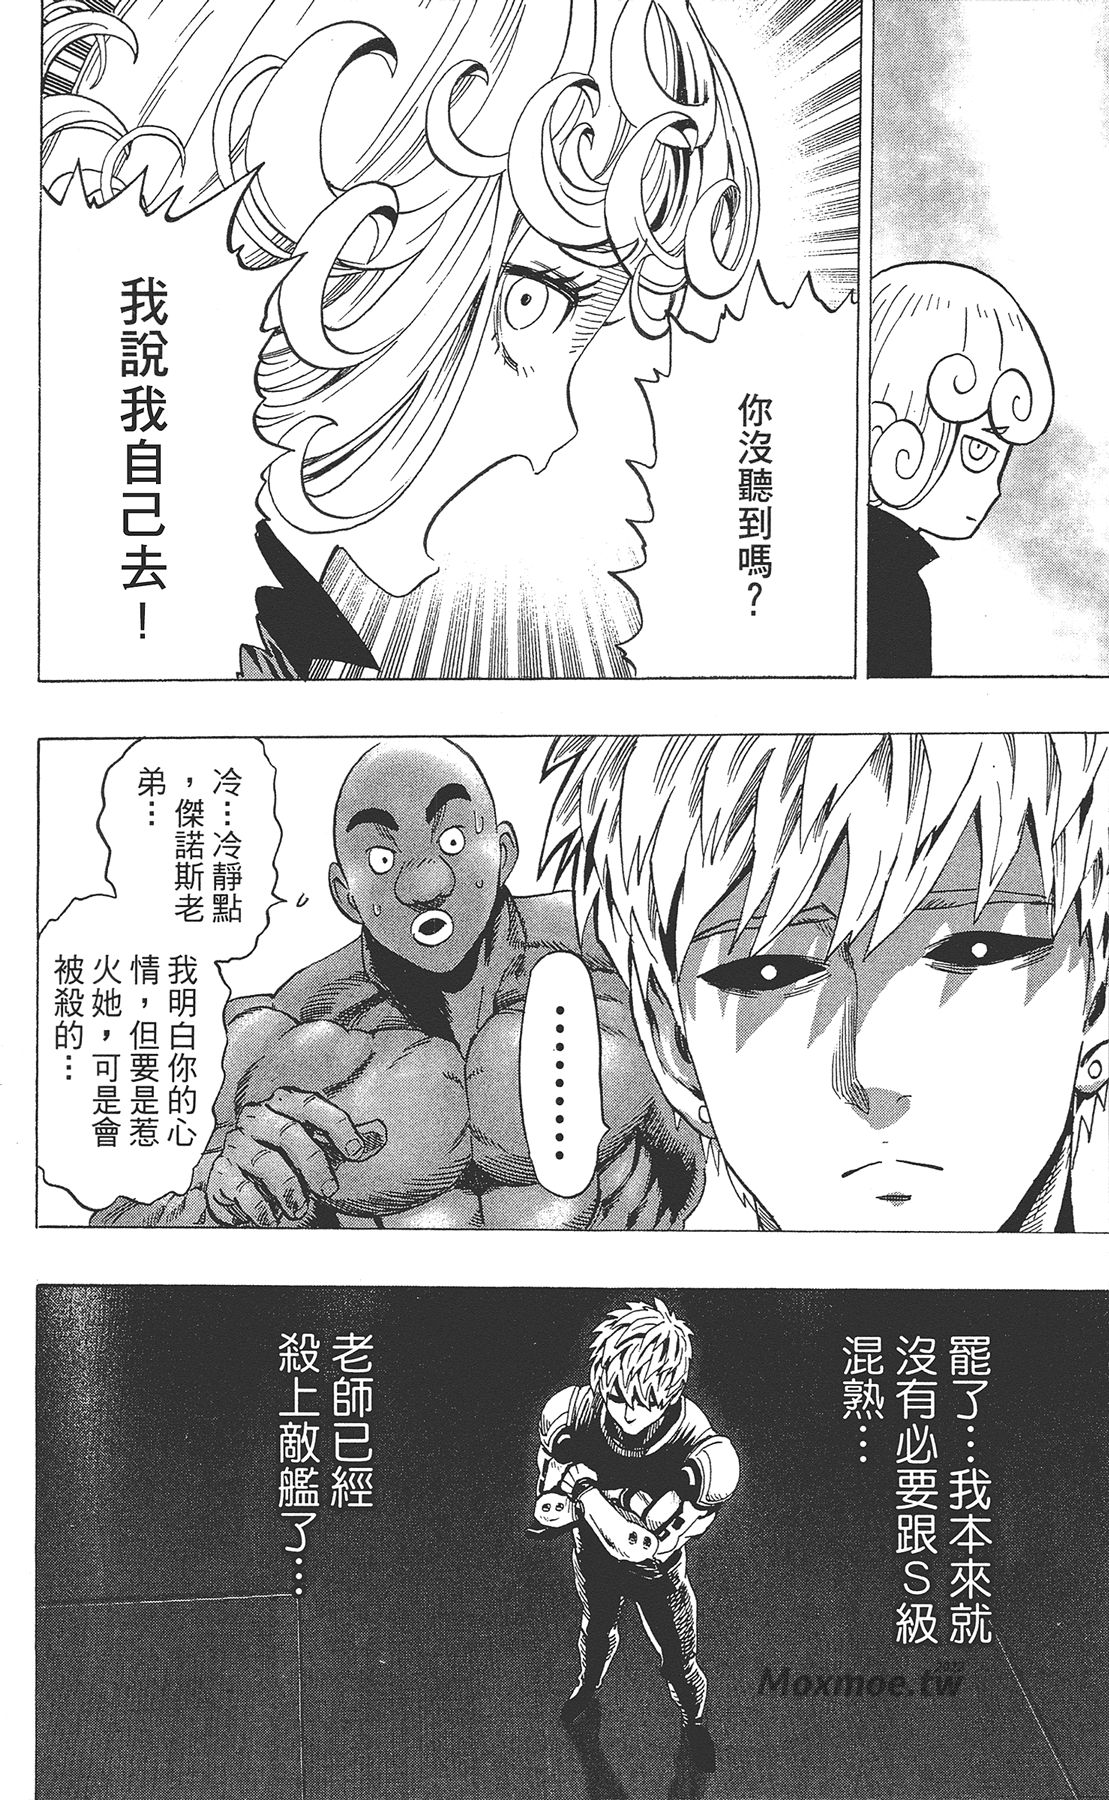 你沒聽到嗎？
我說我自己去！
………
冷…冷靜點
，傑諾斯老
弟…
我明白你的心
情，但要是惹
火她，可是會
被殺的…
罷了…我本來就
沒有必要跟Ｓ級
混熟…
老師已經
殺上敵艦了…
Moxmoe.tw